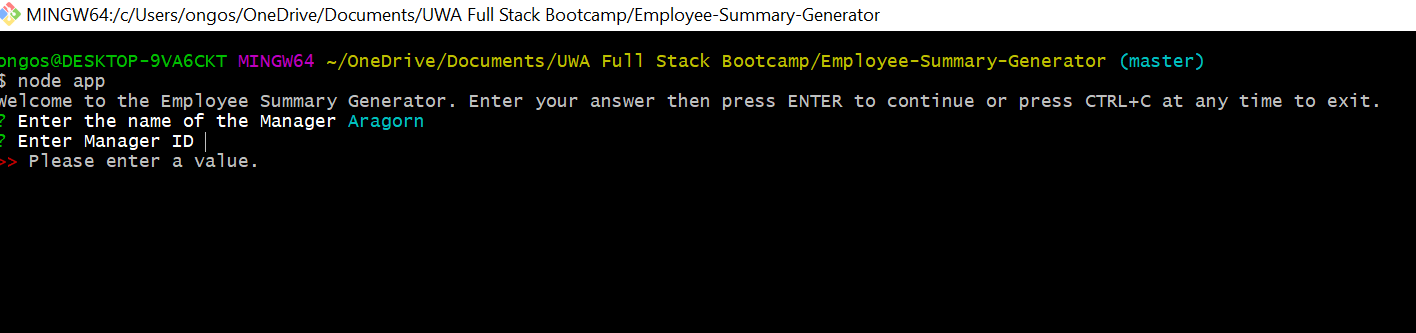 MINGW64:/c/Users/ongos/OneDrive/Documents/UWA Full Stack Bootcamp/Employee-Summary-Generator
ongos@DESKTOP-9VA6CKT MINGW64 ~/OneDrive/Documents/UWA Full Stack Bootcamp/Employee-Summary-Generator (master)
$ node app
Welcome to the Employee Summary Generator. Enter your answer then press ENTER to continue or press CTRL+C at any time to exit.
? Enter the name of the Manager Aragorn
? Enter Manager ID
>> Please enter a value.